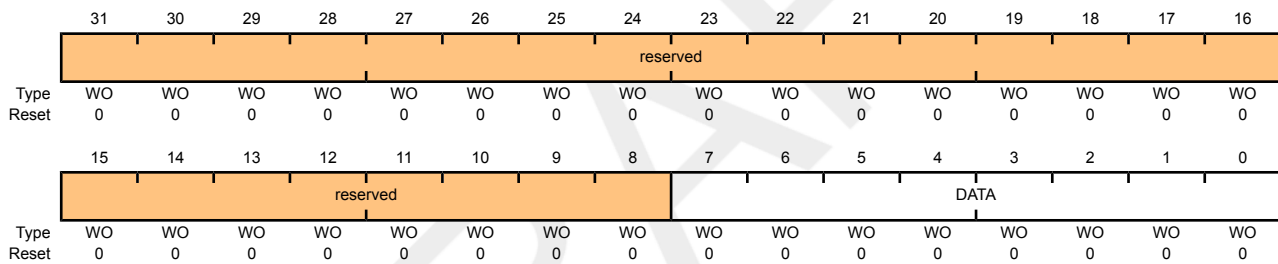 31 30 29 28 27 26 25 24 23 22 21 20 19 18 17 16
reserved
Type WO WO WO WO WO WO WO WO WO WO WO WO WO WO WO WO
Reset 0 0 0 0 0 0 0 0 0 0 0 0 0 0 0 0
15 14 13 12 11 10 9 8 7 6 5 4 3 2 1 0
reserved DATA
Type WO WO WO WO WO WO WO WO WO WO WO WO WO WO WO WO
Reset 0 0 0 0 0 0 0 0 0 0 0 0 0 0 0 0